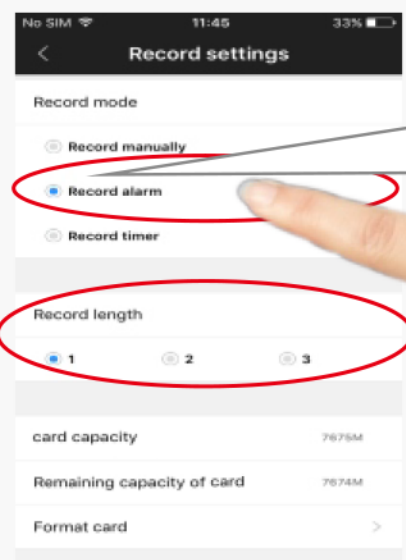 No SIM 11:45 33%
Record settings
Record mode
Record manually
Record alarm
Record timer
Record length
1 2 3
card capacity 7675M
Remaining capacity of card 7674M
Format card